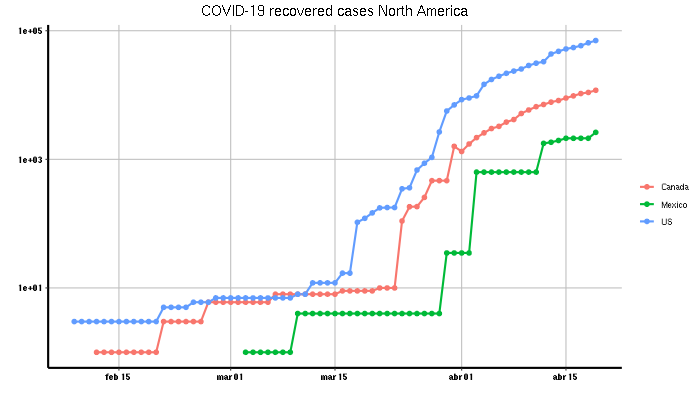 COVID-19 recovered cases North America
1e+05
1e+03
1e+01
feb 15
mar 01
mar 15
abr 01
abr 15
Canada
Mexico
US